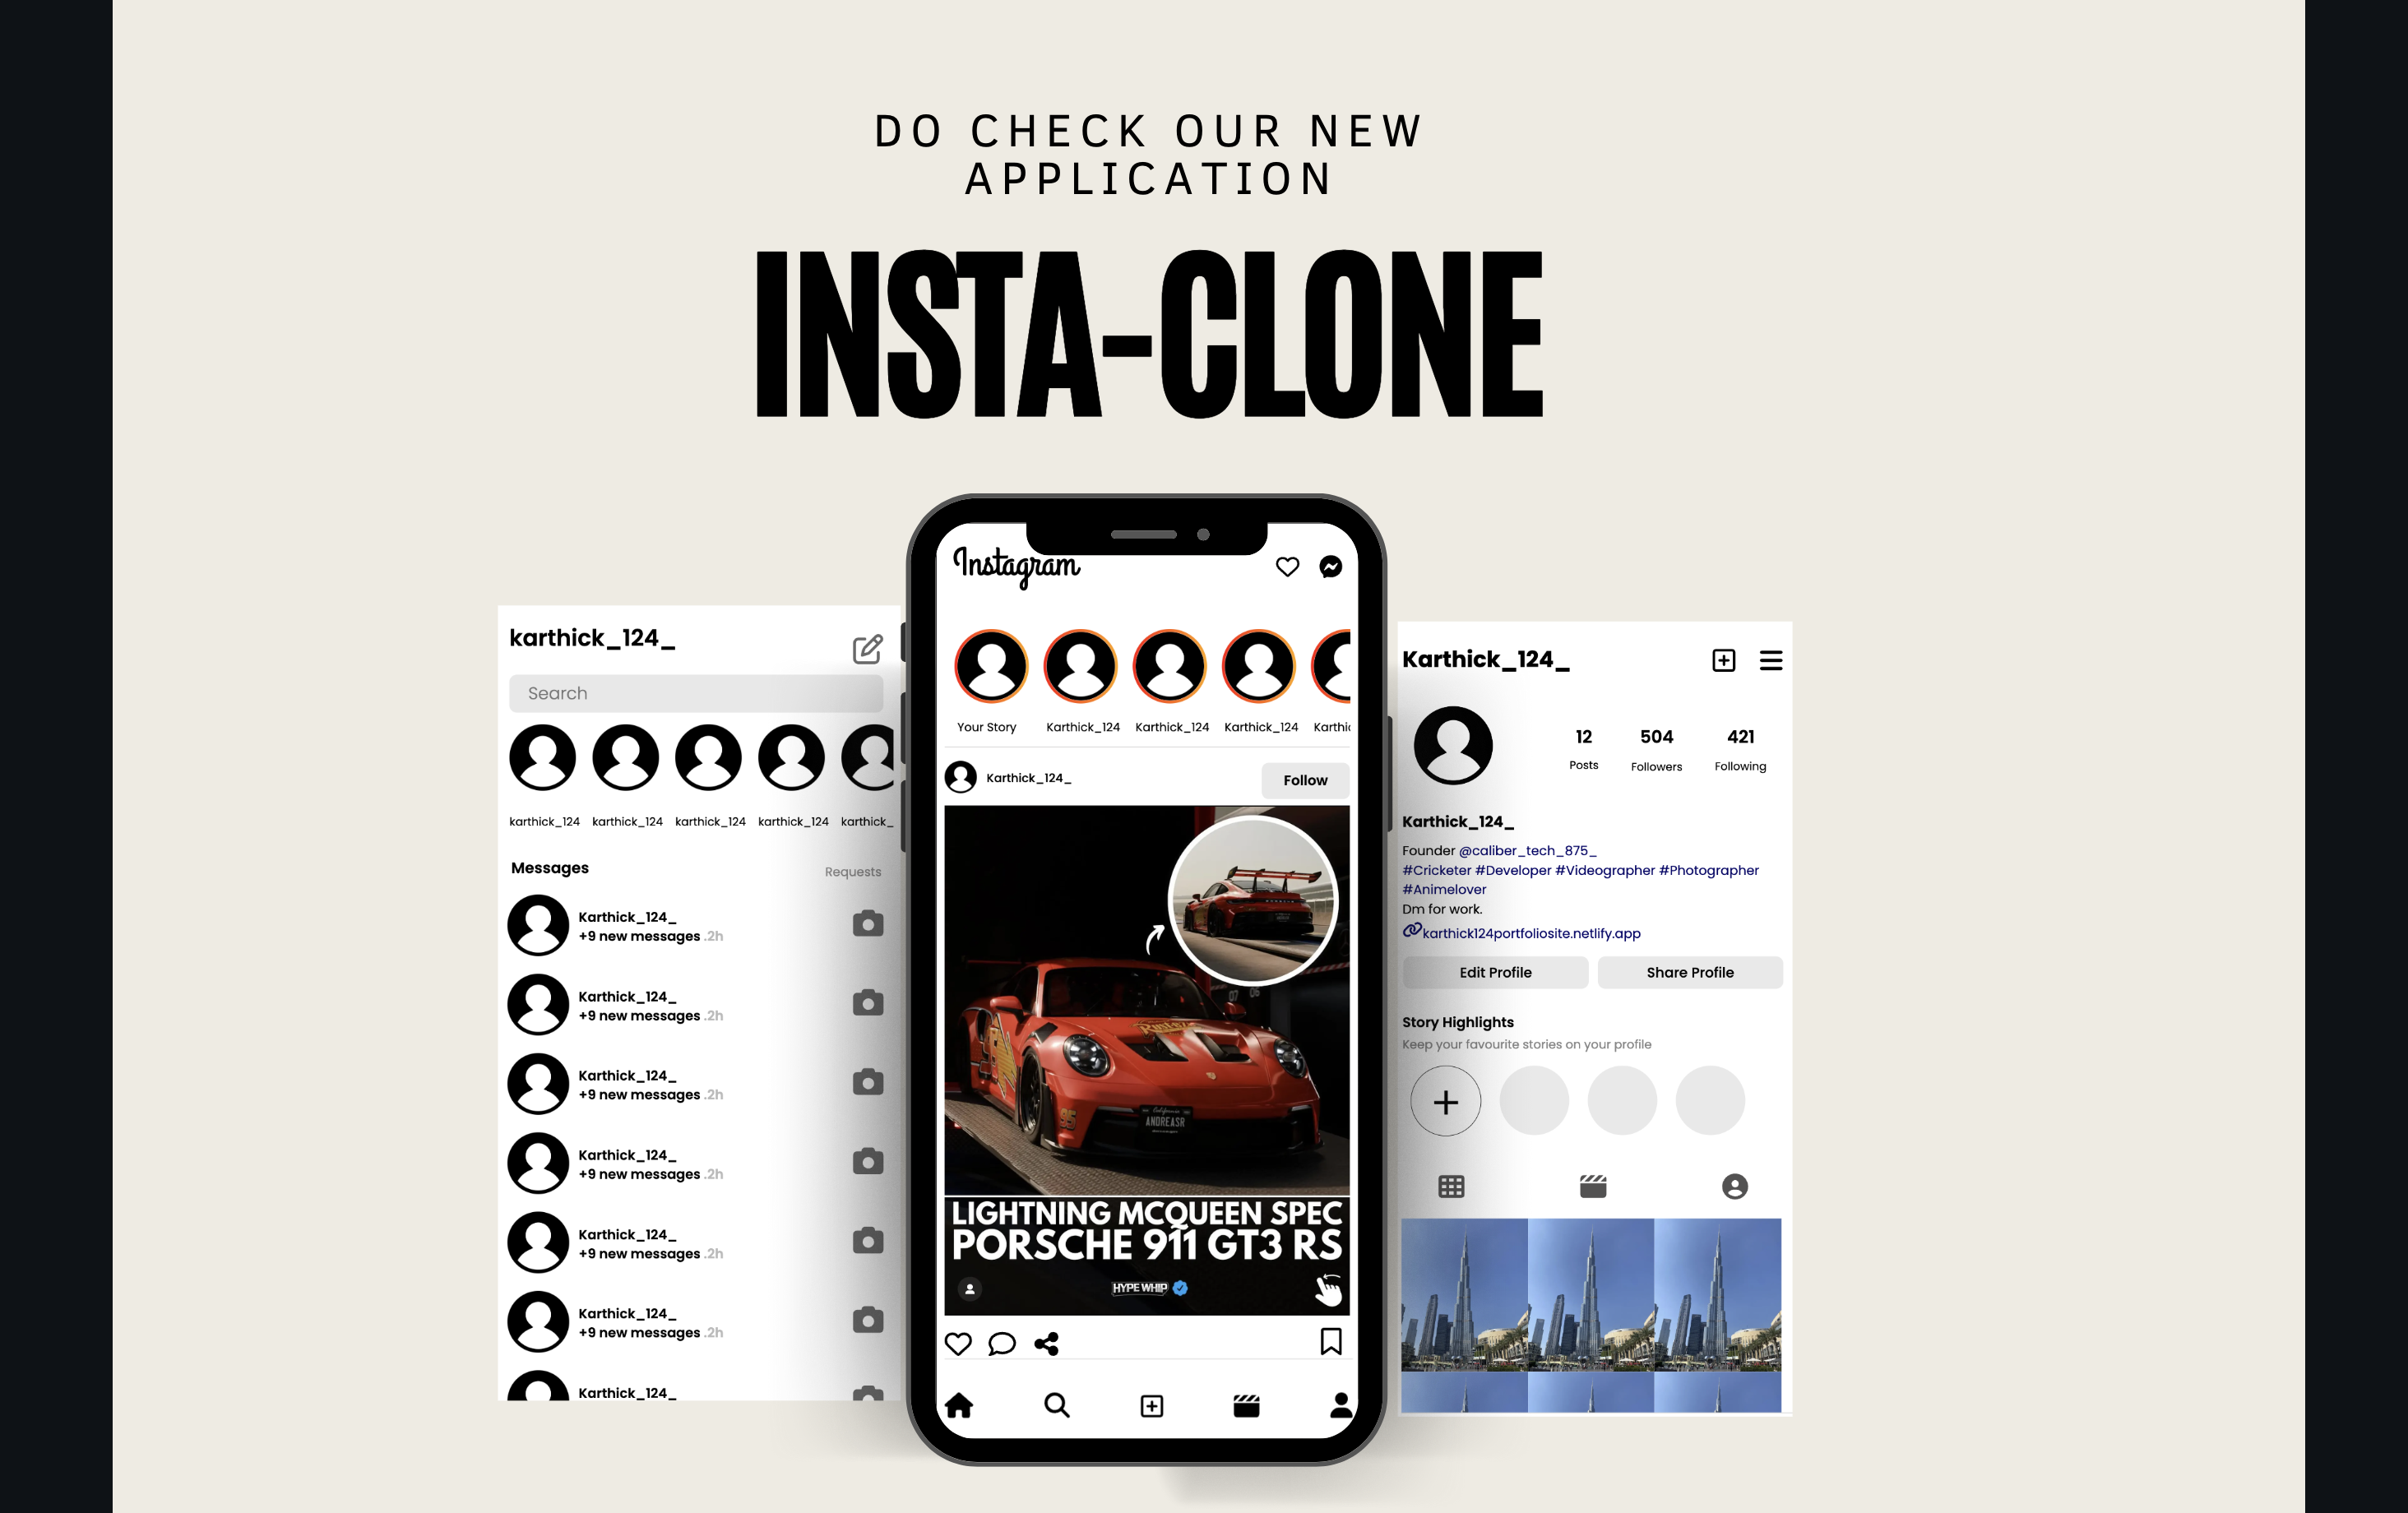 DO CHECK OUR NEW
APPLICATION
INSTA-CLONE
karthick_124_
Search
karthick_124 karthick_124 karthick_124 karthick_124 karthick_
Messages Requests
Karthick_124_
+9 new messages .2h
Karthick_124_
+9 new messages .2h
Karthick_124_
+9 new messages .2h
Karthick_124_
+9 new messages .2h
Karthick_124_
+9 new messages .2h
Karthick_124_
+9 new messages .2h
Karthick_124_
Instagram
Your Story Karthick_124 Karthick_124 Karthick_124 Karthic
Karthick_124_ Follow
95
California
ANDREASR
LIGHTNING MCQUEEN SPEC
PORSCHE 911 GT3 RS
HYPE WHIP
Karthick_124_
12 504 421
Posts Followers Following
Karthick_124_
Founder @caliber_tech_875_
#Cricketer #Developer #Videographer #Photographer
#Animelover
Dm for work.
karthick124portfoliosite.netlify.app
Edit Profile Share Profile
Story Highlights
Keep your favourite stories on your profile